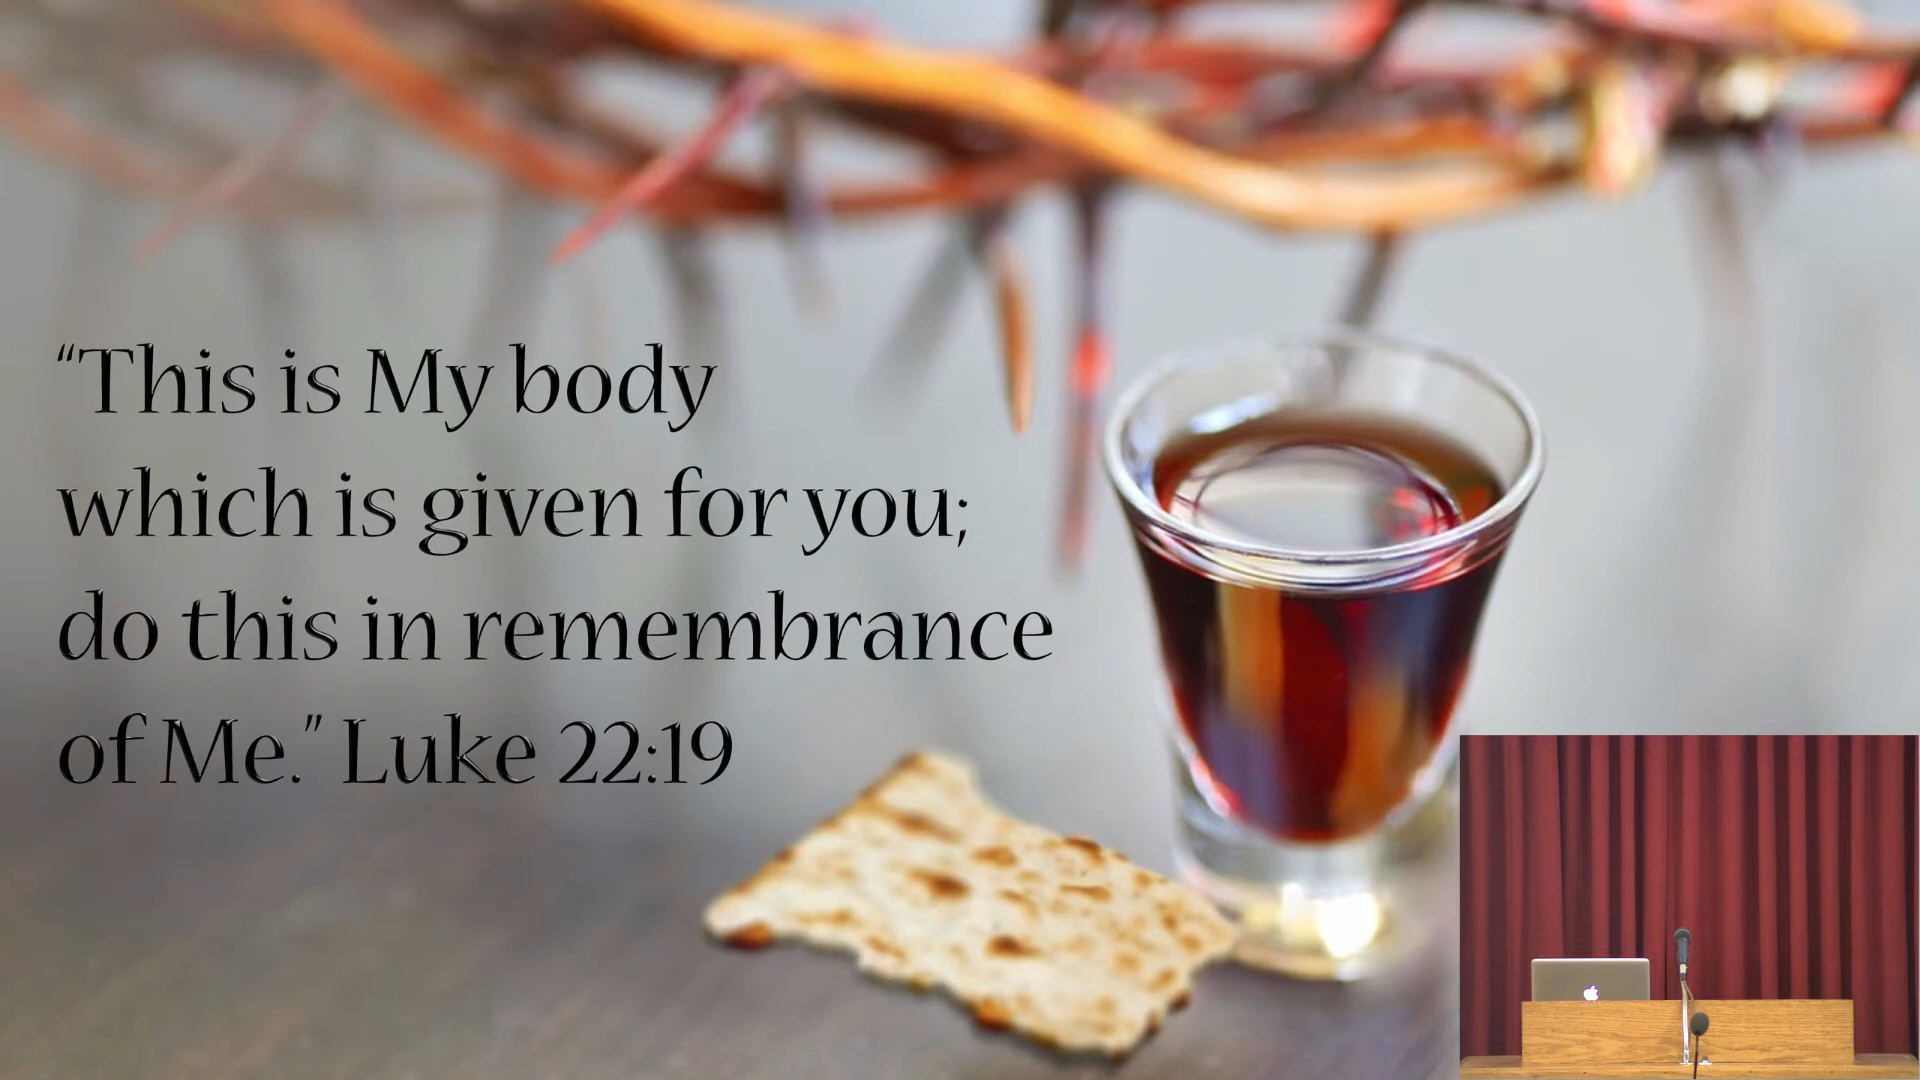 “This is My body
which is given for you;
do this in remembrance
of Me.” Luke 22:19